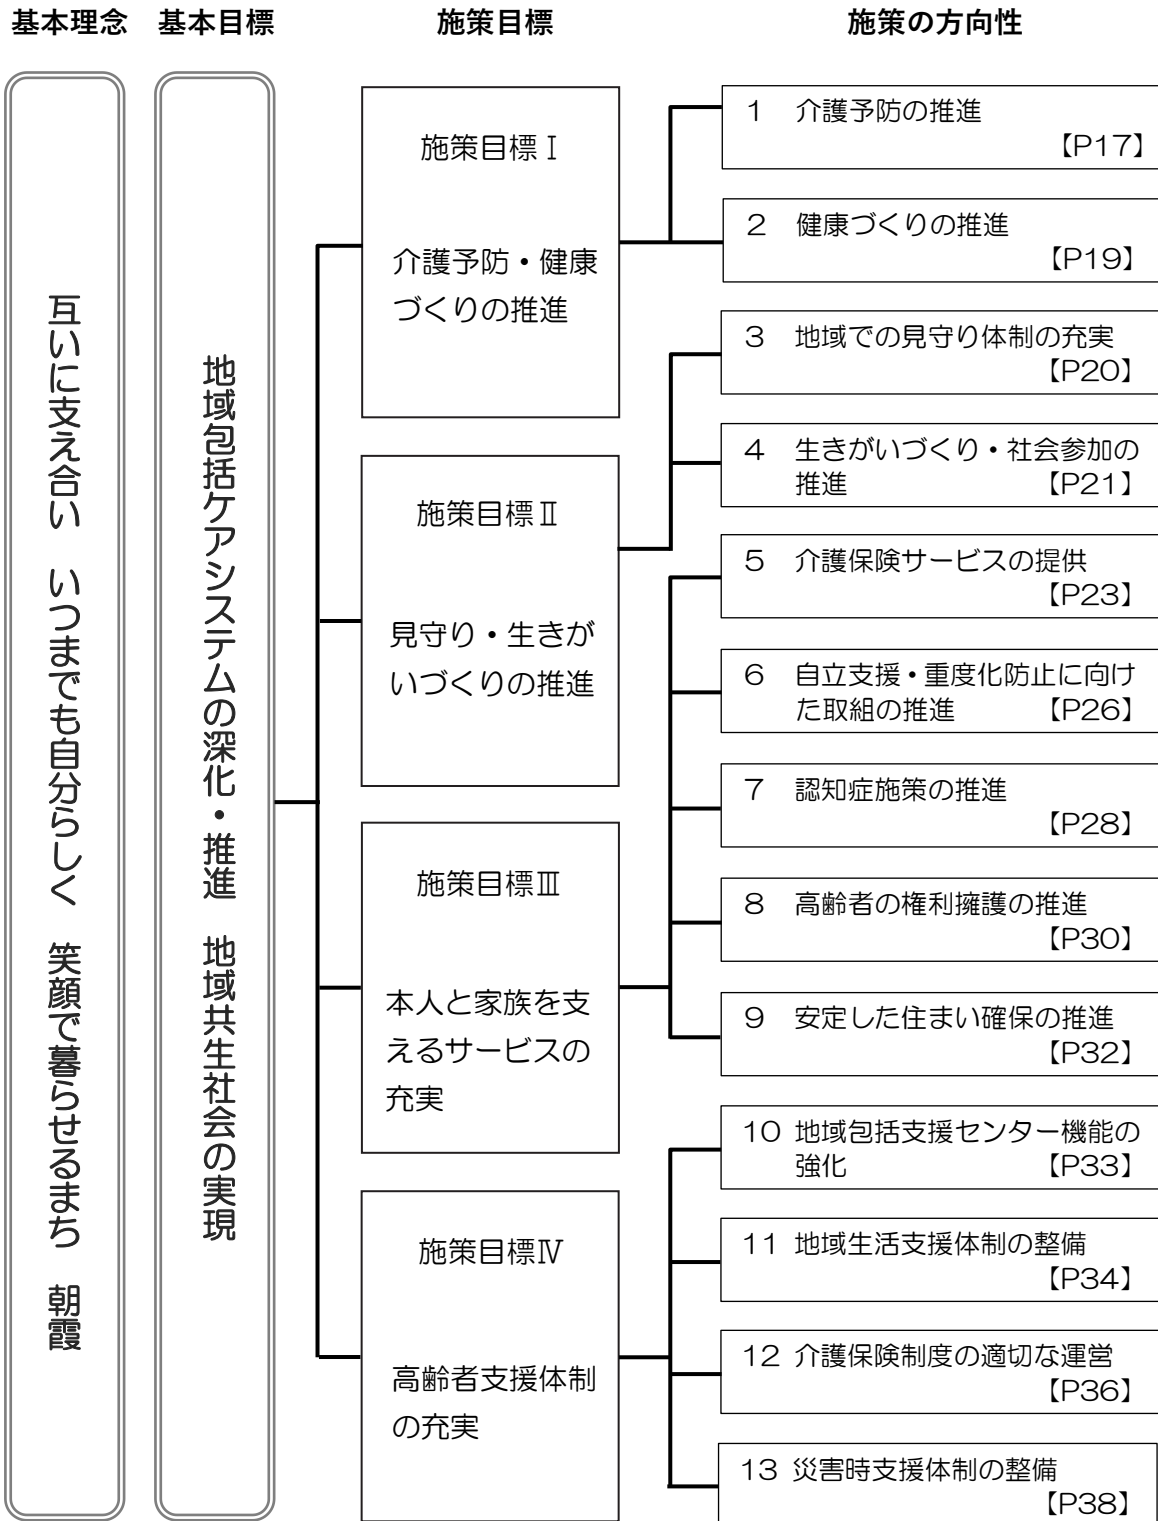 基本理念 基本目標 施策目標 施策の方向性
互いに支え合い　いつまでも自分らしく　笑顔で暮らせるまち　朝霞
地域包括ケアシステムの深化・推進　地域共生社会の実現
施策目標Ⅰ
介護予防・健康
づくりの推進
施策目標Ⅱ
見守り・生きが
いづくりの推進
施策目標Ⅲ
本人と家族を支
えるサービスの
充実
施策目標Ⅳ
高齢者支援体制
の充実
1 介護予防の推進
【P17】
2 健康づくりの推進
【P19】
3 地域での見守り体制の充実
【P20】
4 生きがいづくり・社会参加の
推進 【P21】
5 介護保険サービスの提供
【P23】
6 自立支援・重度化防止に向け
た取組の推進 【P26】
7 認知症施策の推進
【P28】
8 高齢者の権利擁護の推進
【P30】
9 安定した住まい確保の推進
【P32】
10 地域包括支援センター機能の
強化 【P33】
11 地域生活支援体制の整備
【P34】
12 介護保険制度の適切な運営
【P36】
13 災害時支援体制の整備
【P38】